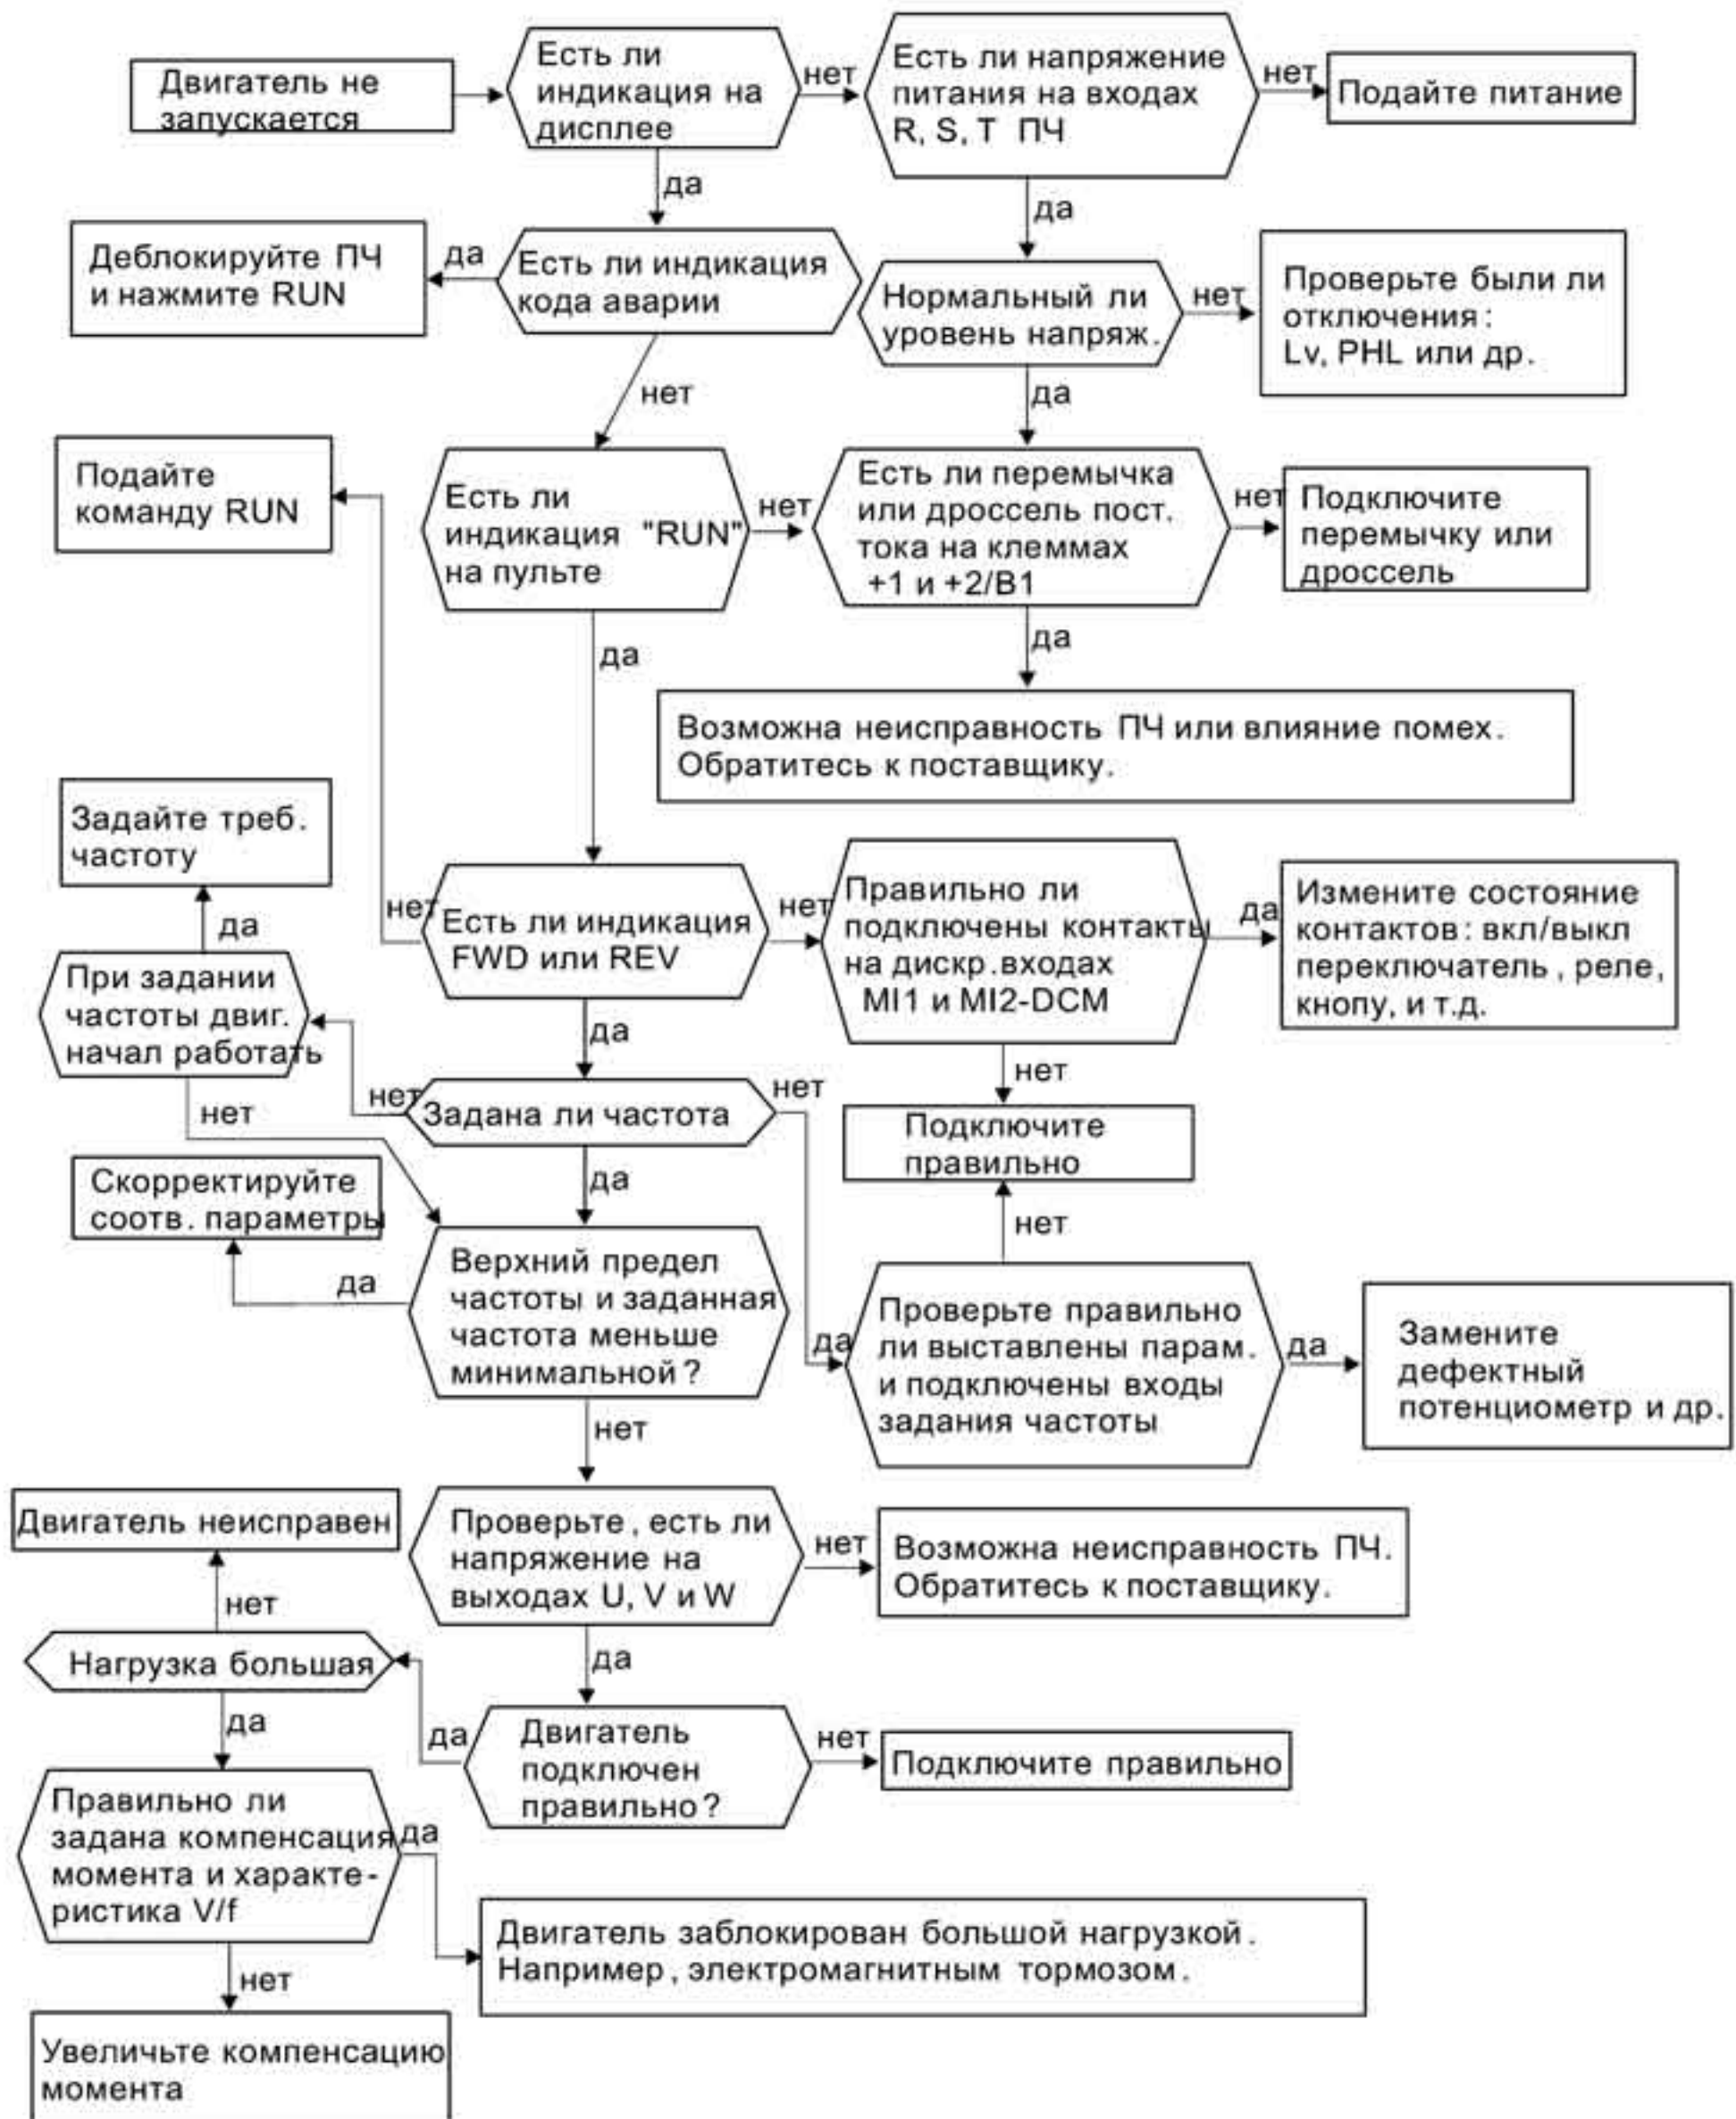 Двигатель не
запускается
Есть ли
индикация на
дисплее
нет
Есть ли напряжение
питания на входах
R, S, T ПЧ
нет
Подайте питание
да
да
Деблокируйте ПЧ
и нажмите RUN
да
Есть ли индикация
кода аварии
Нормальный ли
уровень напряж.
нет
Проверьте были ли
отключения:
Lv, PHL или др.
нет
да
Подайте
команду RUN
Есть ли
индикация "RUN"
на пульте
нет
Есть ли перемычка
или дроссель пост.
тока на клеммах
+1 и +2/B1
нет
Подключите
перемычку или
дроссель
да
да
Возможна неисправность ПЧ или влияние помех.
Обратитесь к поставщику.
Задайте треб.
частоту
да
нет
Есть ли индикация
FWD или REV
нет
Правильно ли
подключены контакты
на дискр.входах
MI1 и MI2-DCM
да
Измените состояние
контактов: вкл/выкл
переключатель, реле,
кнопу, и т.д.
При задании
частоты двиг.
начал работать
да
нет
нет
нет
Задана ли частота
нет
Подключите
правильно
да
нет
Скорректируйте
соотв. параметры
да
Верхний предел
частоты и заданная
частота меньше
минимальной?
да
Проверьте правильно
ли выставлены парам.
и подключены входы
задания частоты
да
Замените
дефектный
потенциометр и др.
нет
Двигатель неисправен
Проверьте, есть ли
напряжение на
выходах U, V и W
нет
Возможна неисправность ПЧ.
Обратитесь к поставщику.
нет
Нагрузка большая
да
да
да
Двигатель
подключен
правильно?
нет
Подключите правильно
Правильно ли
задана компенсация
момента и характе-
ристика V/f
да
Двигатель заблокирован большой нагрузкой.
Например, электромагнитным тормозом.
нет
Увеличьте компенсацию
момента